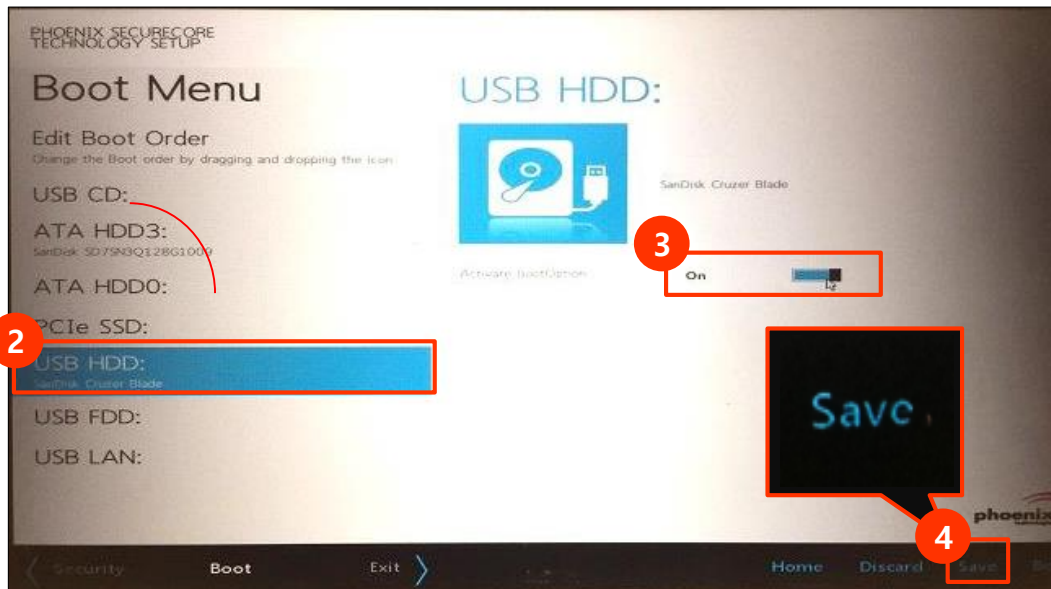 PHOENIX SECURECORE
TECHNOLOGY SETUP
Boot Menu
Edit Boot Order
Change the Boot order by dragging and dropping the icon
USB CD:
ATA HDD3:
SanDisk SD7SN3Q128G1009
ATA HDD0:
PCIe SSD:
2
USB HDD:
SanDisk Cruzer Blade
USB FDD:
USB LAN:
USB HDD:
SanDisk Cruzer Blade
3
Activate BootOption
On
Save
phoenix
4
Security
Boot
Exit
Home
Discard
Save